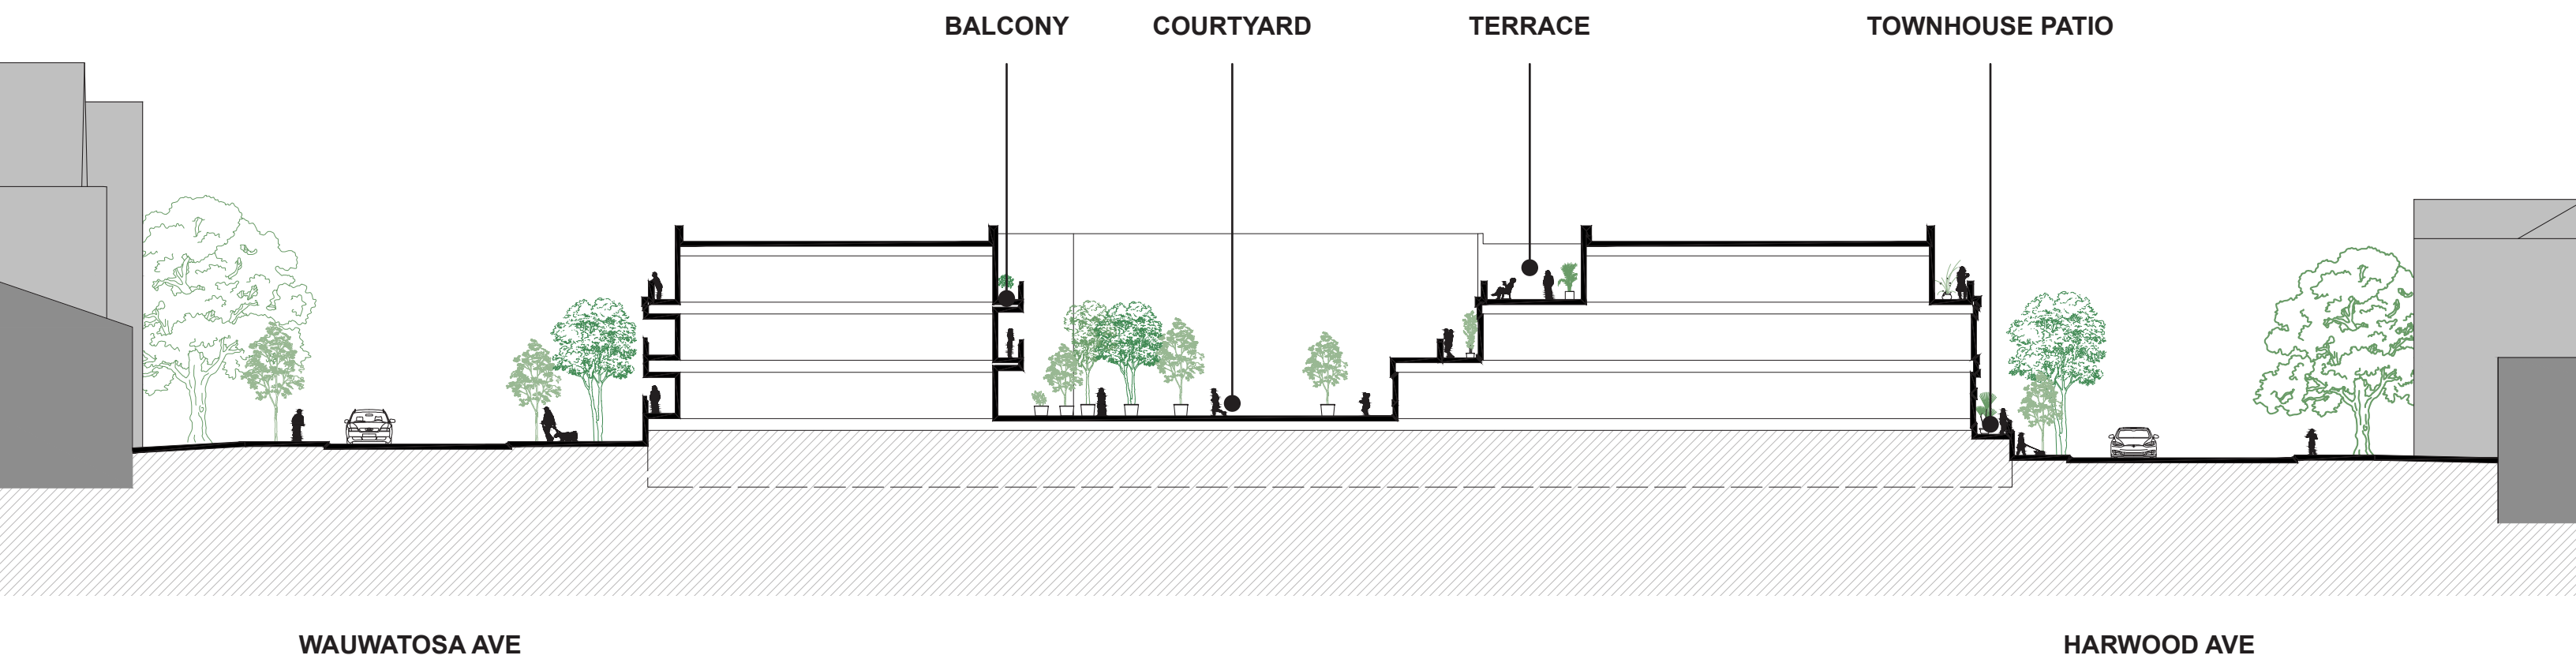 BALCONY
COURTYARD
TERRACE
TOWNHOUSE PATIO
WAUWATOSA AVE
HARWOOD AVE